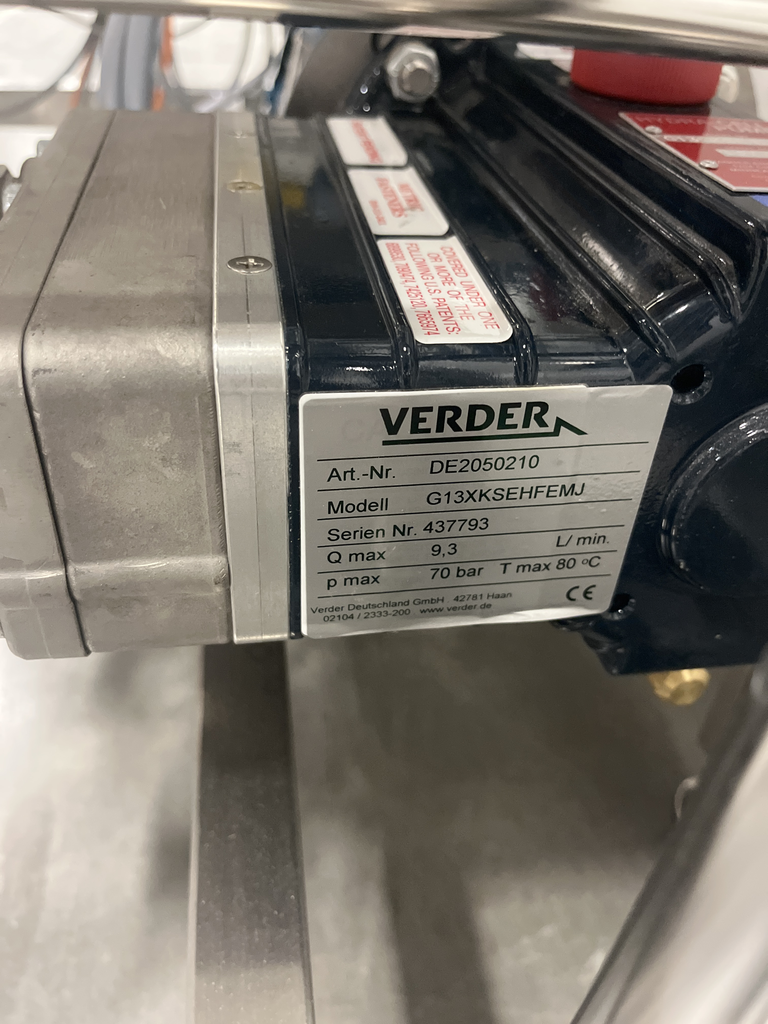 METRIC
FASTENERS
COVERED UNDER ONE
OR MORE OF THE
FOLLOWING U.S. PATENTS:
VERDER
Art.-Nr. DE2050210
Modell G13XKSEHFEMJ
Serien Nr. 437793
Q max 9,3 L/ min.
p max 70 bar T max 80 °C
Verder Deutschland GmbH 42781 Haan
02104 / 2333-200 www.verder.de
CE